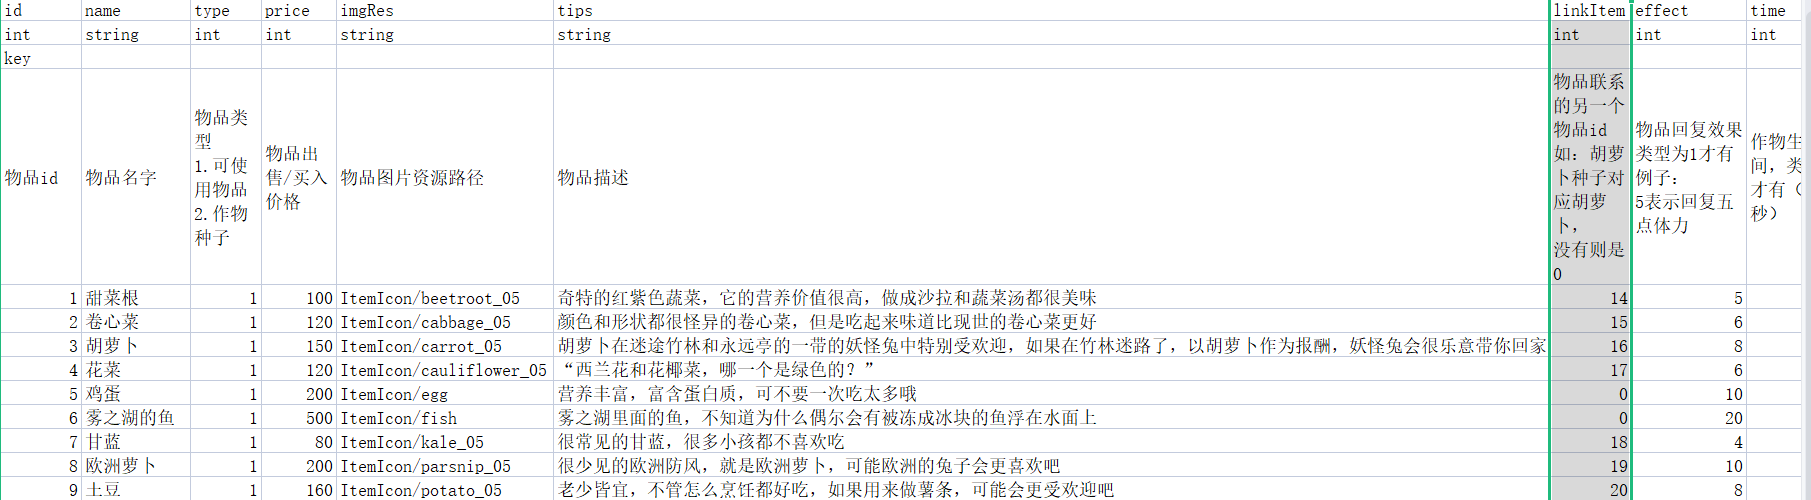 id name type price imgRes tips linkItem effect time
int string int int string string int int int
key
物品id 物品名字 物品类型 1.可使用物品 2.作物种子 物品出售/买入价格 物品图片资源路径 物品描述 物品联系的另一个物品id 如：胡萝卜种子对应胡萝卜， 没有则是0 物品回复效果 类型为1才有 例子： 5表示回复五点体力 作物生 间，类 才有（ 秒）
1 甜菜根 1 100 ItemIcon/beetroot_05 奇特的红紫色蔬菜，它的营养价值很高，做成沙拉和蔬菜汤都很美味 14 5
2 卷心菜 1 120 ItemIcon/cabbage_05 颜色和形状都很怪异的卷心菜，但是吃起来味道比现世的卷心菜更好 15 6
3 胡萝卜 1 150 ItemIcon/carrot_05 胡萝卜在迷途竹林和永远亭的一带的妖怪兔中特别受欢迎，如果在竹林迷路了，以胡萝卜作为报酬，妖怪兔会很乐意带你回家 16 8
4 花菜 1 120 ItemIcon/cauliflower_05 “西兰花和花椰菜，哪一个是绿色的？” 17 6
5 鸡蛋 1 200 ItemIcon/egg 营养丰富，富含蛋白质，可不要一次吃太多哦 0 10
6 雾之湖的鱼 1 500 ItemIcon/fish 雾之湖里面的鱼，不知道为什么偶尔会有被冻成冰块的鱼浮在水面上 0 20
7 甘蓝 1 80 ItemIcon/kale_05 很常见的甘蓝，很多小孩都不喜欢吃 18 4
8 欧洲萝卜 1 200 ItemIcon/parsnip_05 很少见的欧洲防风，就是欧洲萝卜，可能欧洲的兔子会更喜欢吧 19 10
9 土豆 1 160 ItemIcon/potato_05 老少皆宜，不管怎么烹饪都好吃，如果用来做薯条，可能会更受欢迎吧 20 8